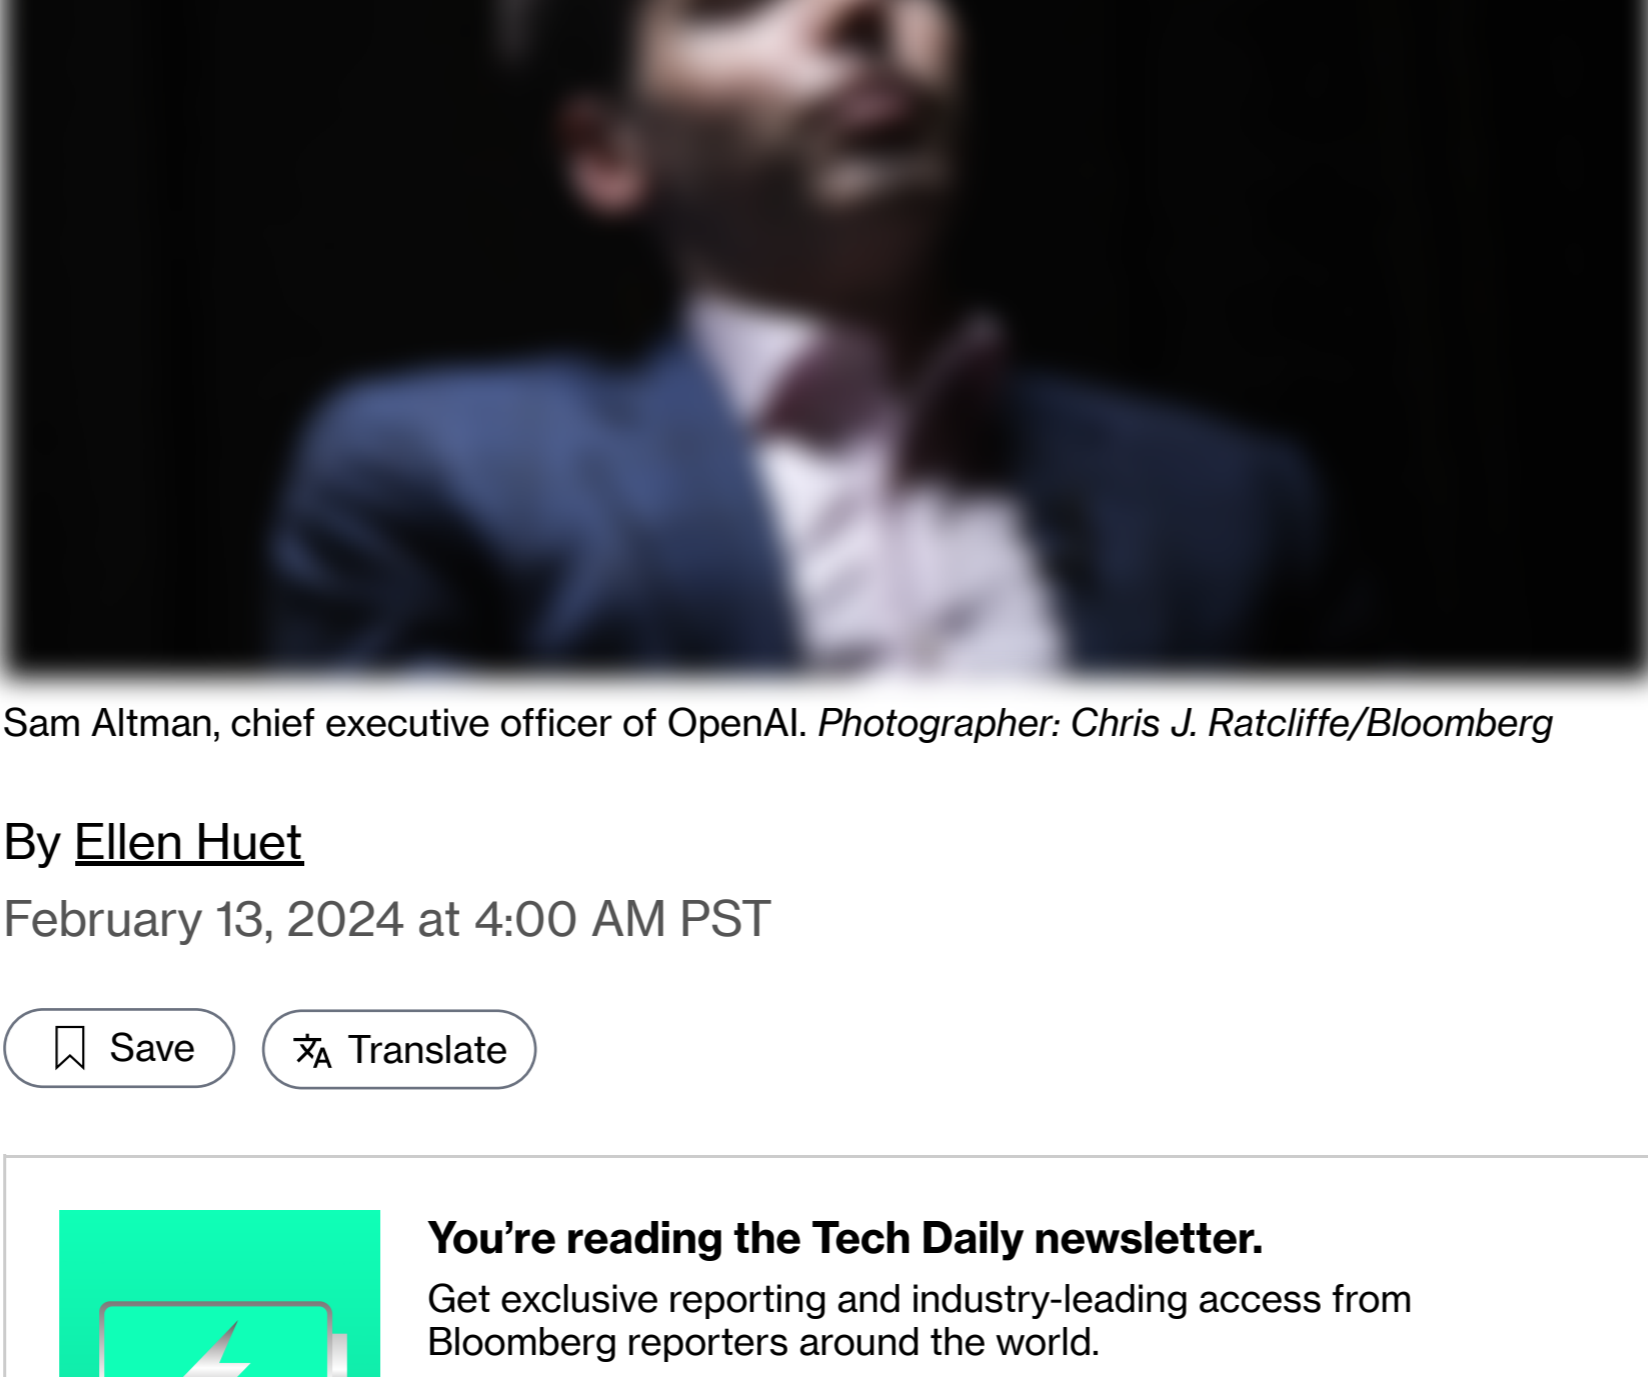 Sam Altman, chief executive officer of OpenAI. Photographer: Chris J. Ratcliffe/Bloomberg
By Ellen Huet
February 13, 2024 at 4:00 AM PST
Save
Translate
You’re reading the Tech Daily newsletter.
Get exclusive reporting and industry-leading access from
Bloomberg reporters around the world.